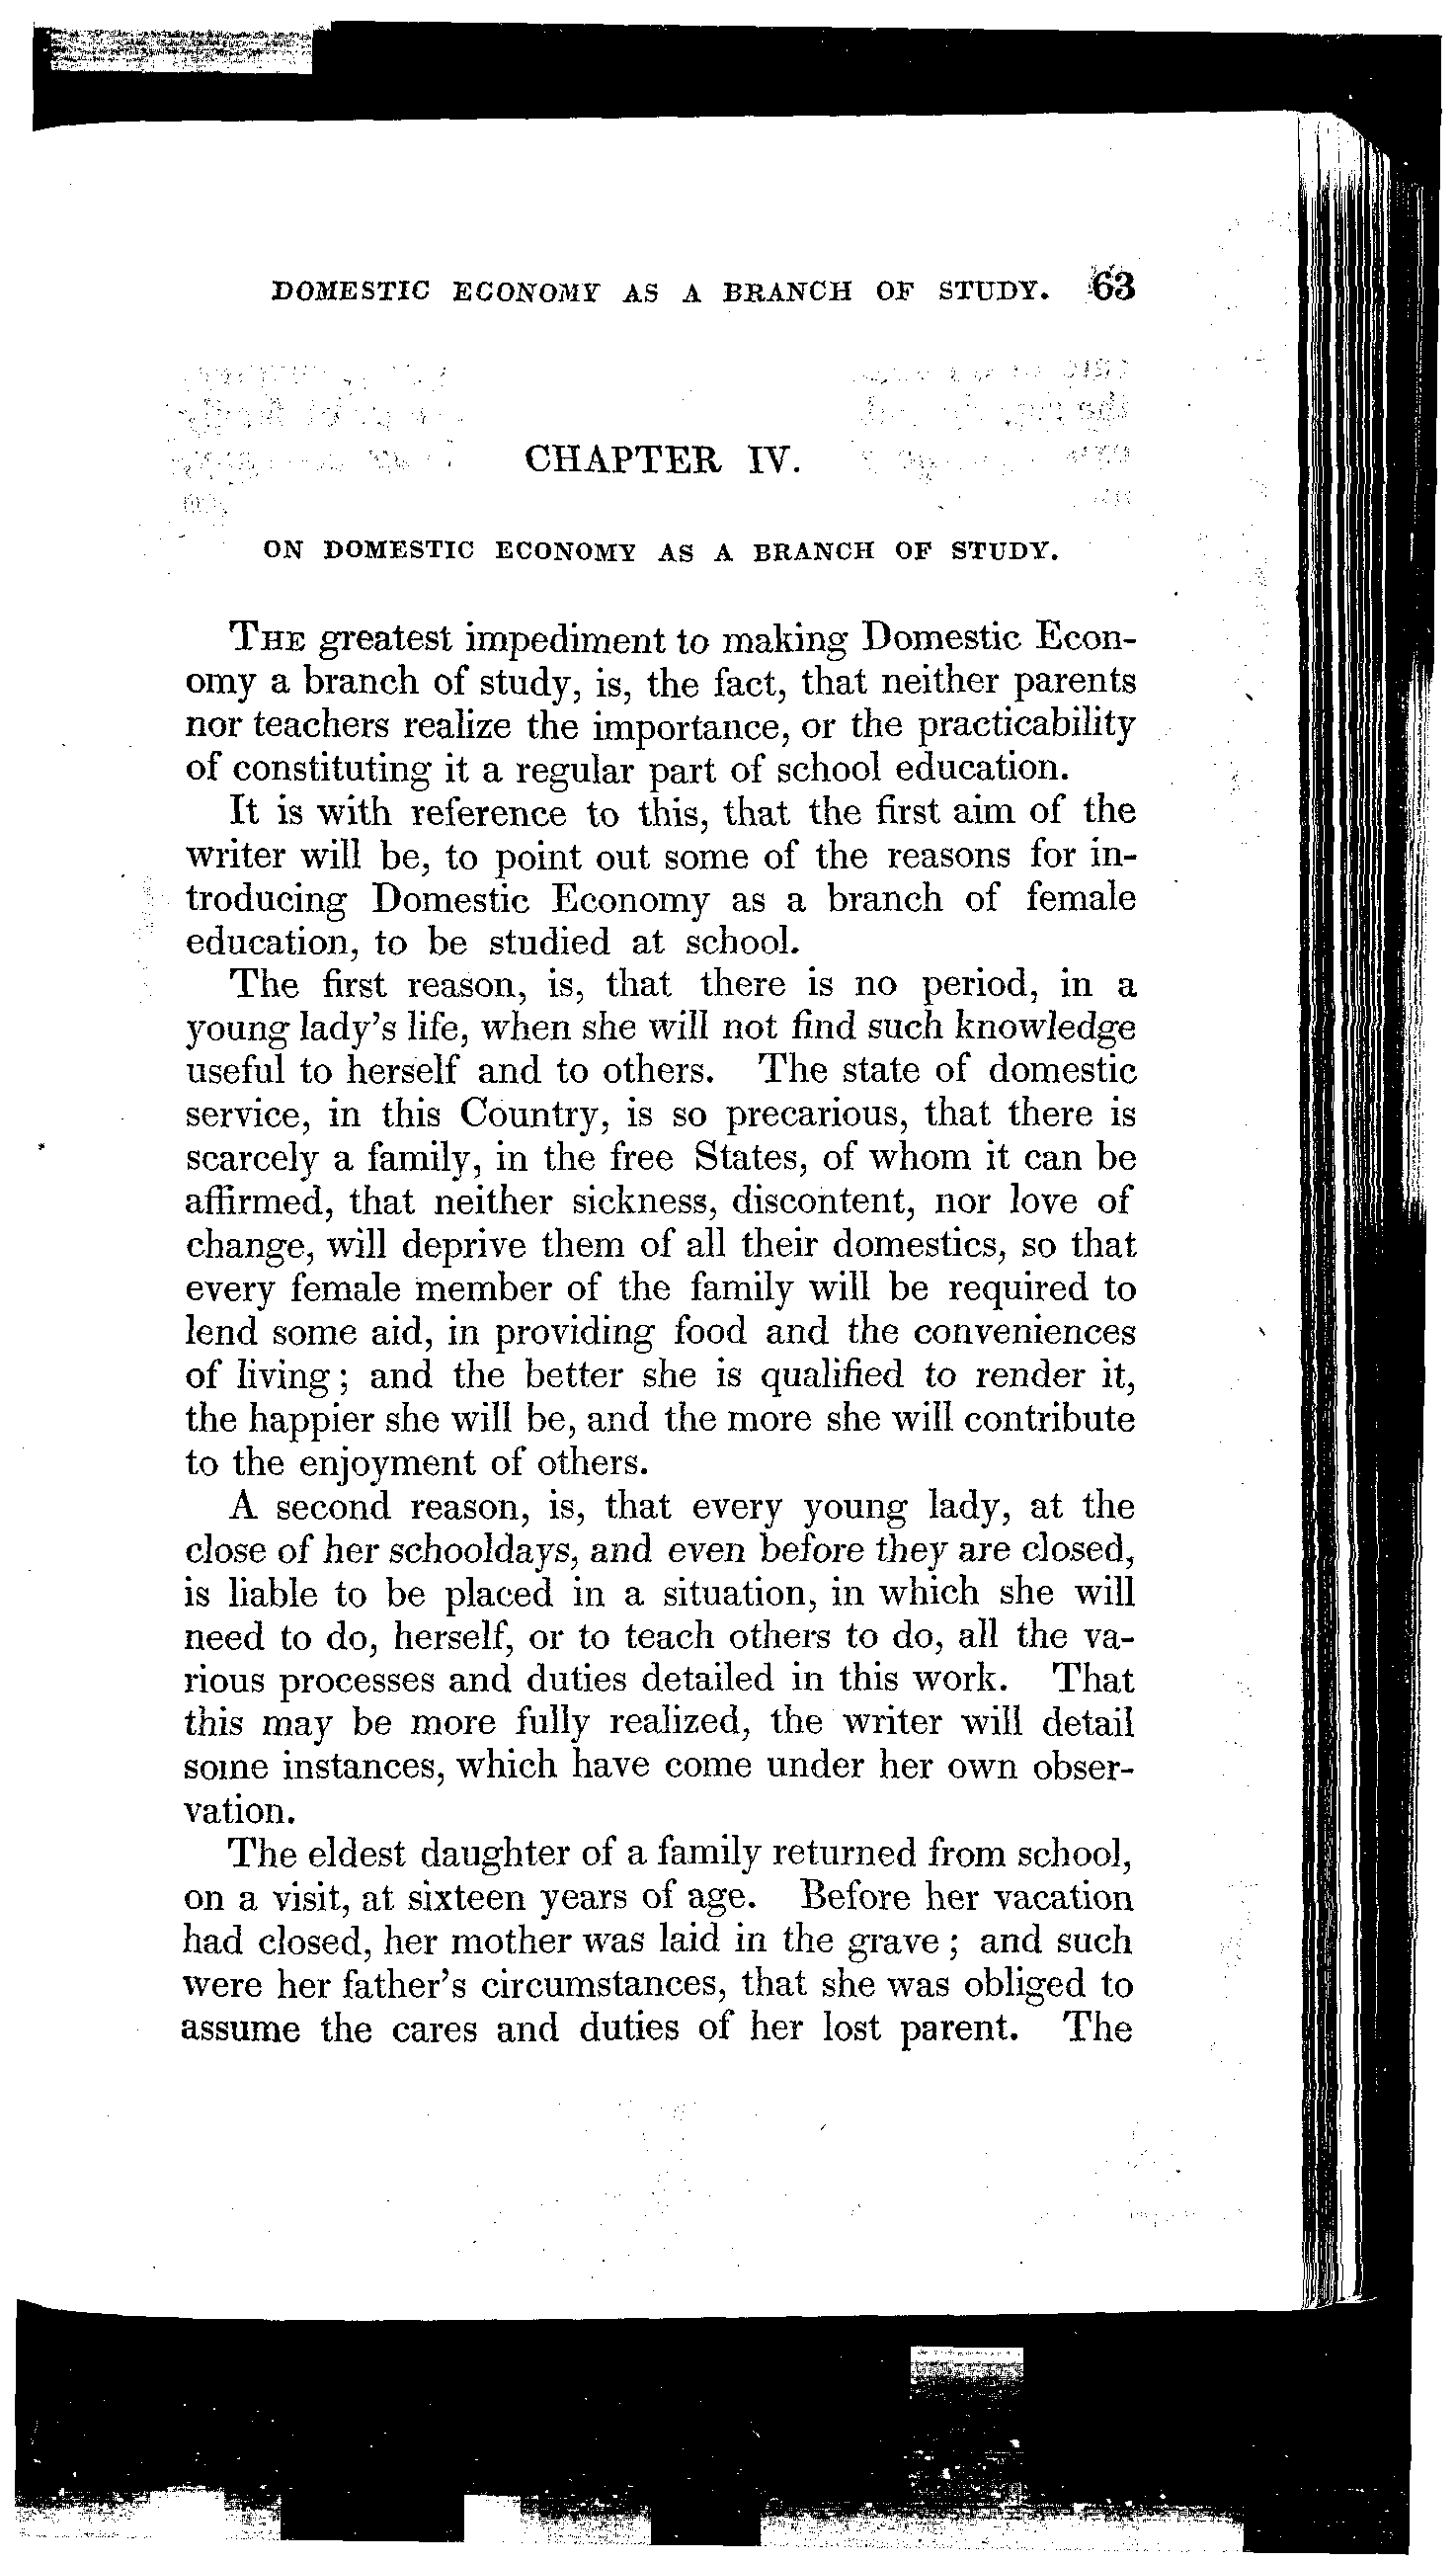 DOMESTIC ECONOMY AS A BRANCH OF STUDY. 63
CHAPTER IV.
ON DOMESTIC ECONOMY AS A BRANCH OF STUDY.
THE greatest impediment to making Domestic Econ-
omy a branch of study, is, the fact, that neither parents
nor teachers realize the importance, or the practicability
of constituting it a regular part of school education.
It is with reference to this, that the first aim of the
writer will be, to point out some of the reasons for in-
troducing Domestic Economy as a branch of female
education, to be studied at school.
The first reason, is, that there is no period, in a
young lady's life, when she will not find such knowledge
useful to herself and to others. The state of domestic
service, in this Country, is so precarious, that there is
scarcely a family, in the free States, of whom it can be
affirmed, that neither sickness, discontent, nor love of
change, will deprive them of all their domestics, so that
every female member of the family will be required to
lend some aid, in providing food and the conveniences
of living; and the better she is qualified to render it,
the happier she will be, and the more she will contribute
to the enjoyment of others.
A second reason, is, that every young lady, at the
close of her schooldays, and even before they are closed,
is liable to be placed in a situation, in which she will
need to do, herself, or to teach others to do, all the va-
rious processes and duties detailed in this work. That
this may be more fully realized, the writer will detail
some instances, which have come under her own obser-
vation.
The eldest daughter of a family returned from school,
on a visit, at sixteen years of age. Before her vacation
had closed, her mother was laid in the grave; and such
were her father's circumstances, that she was obliged to
assume the cares and duties of her lost parent. The